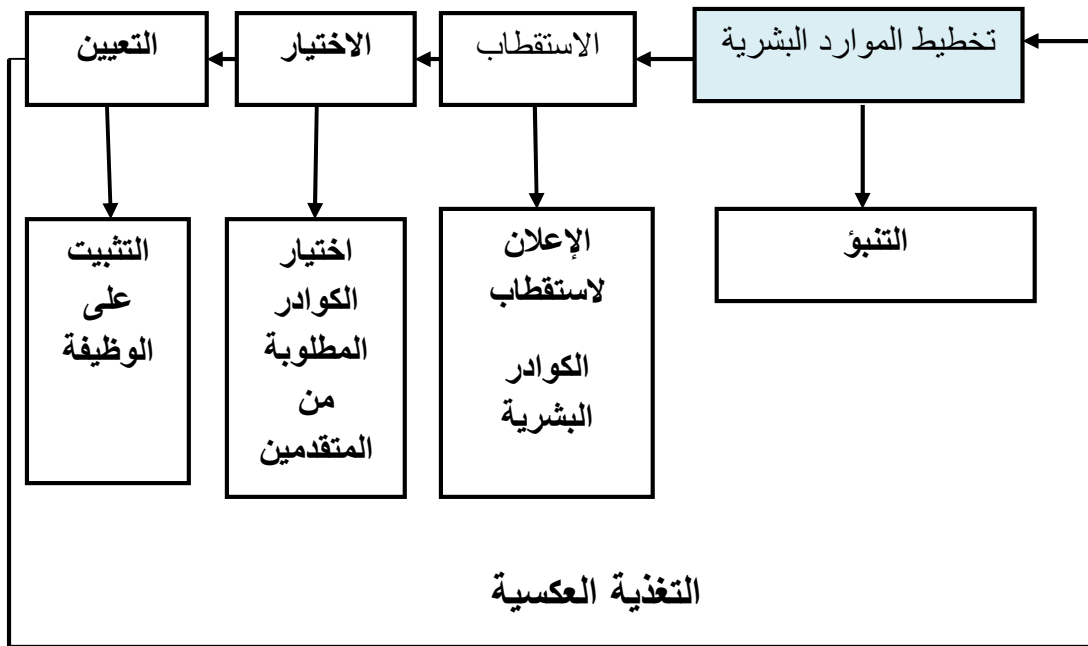 تخطيط الموارد البشرية
الاستقطاب
الاختيار
التعيين
التنبؤ
الإعلان
لاستقطاب
الكوادر
البشرية
اختيار
الكوادر
المطلوبة
من
المتقدمين
التثبيت
على
الوظيفة
التغذية العكسية